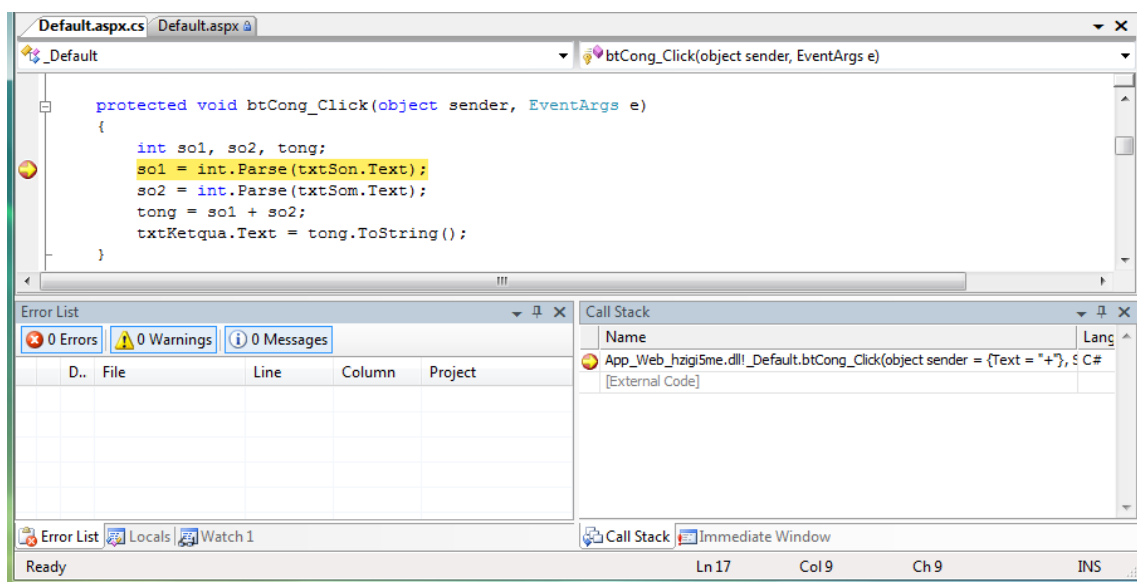 Default.aspx.cs Default.aspx
_Default btCong_Click(object sender, EventArgs e)
protected void btCong_Click(object sender, EventArgs e)
{
int so1, so2, tong;
so1 = int.Parse(txtSon.Text);
so2 = int.Parse(txtSom.Text);
tong = so1 + so2;
txtKetqua.Text = tong.ToString();
}
Error List Call Stack
0 Errors 0 Warnings 0 Messages Name Lang
D.. File Line Column Project App_Web_hzigi5me.dll!_Default.btCong_Click(object sender = {Text = "+"}, S C#
[External Code]
Error List Locals Watch 1 Call Stack Immediate Window
Ready Ln 17 Col 9 Ch 9 INS